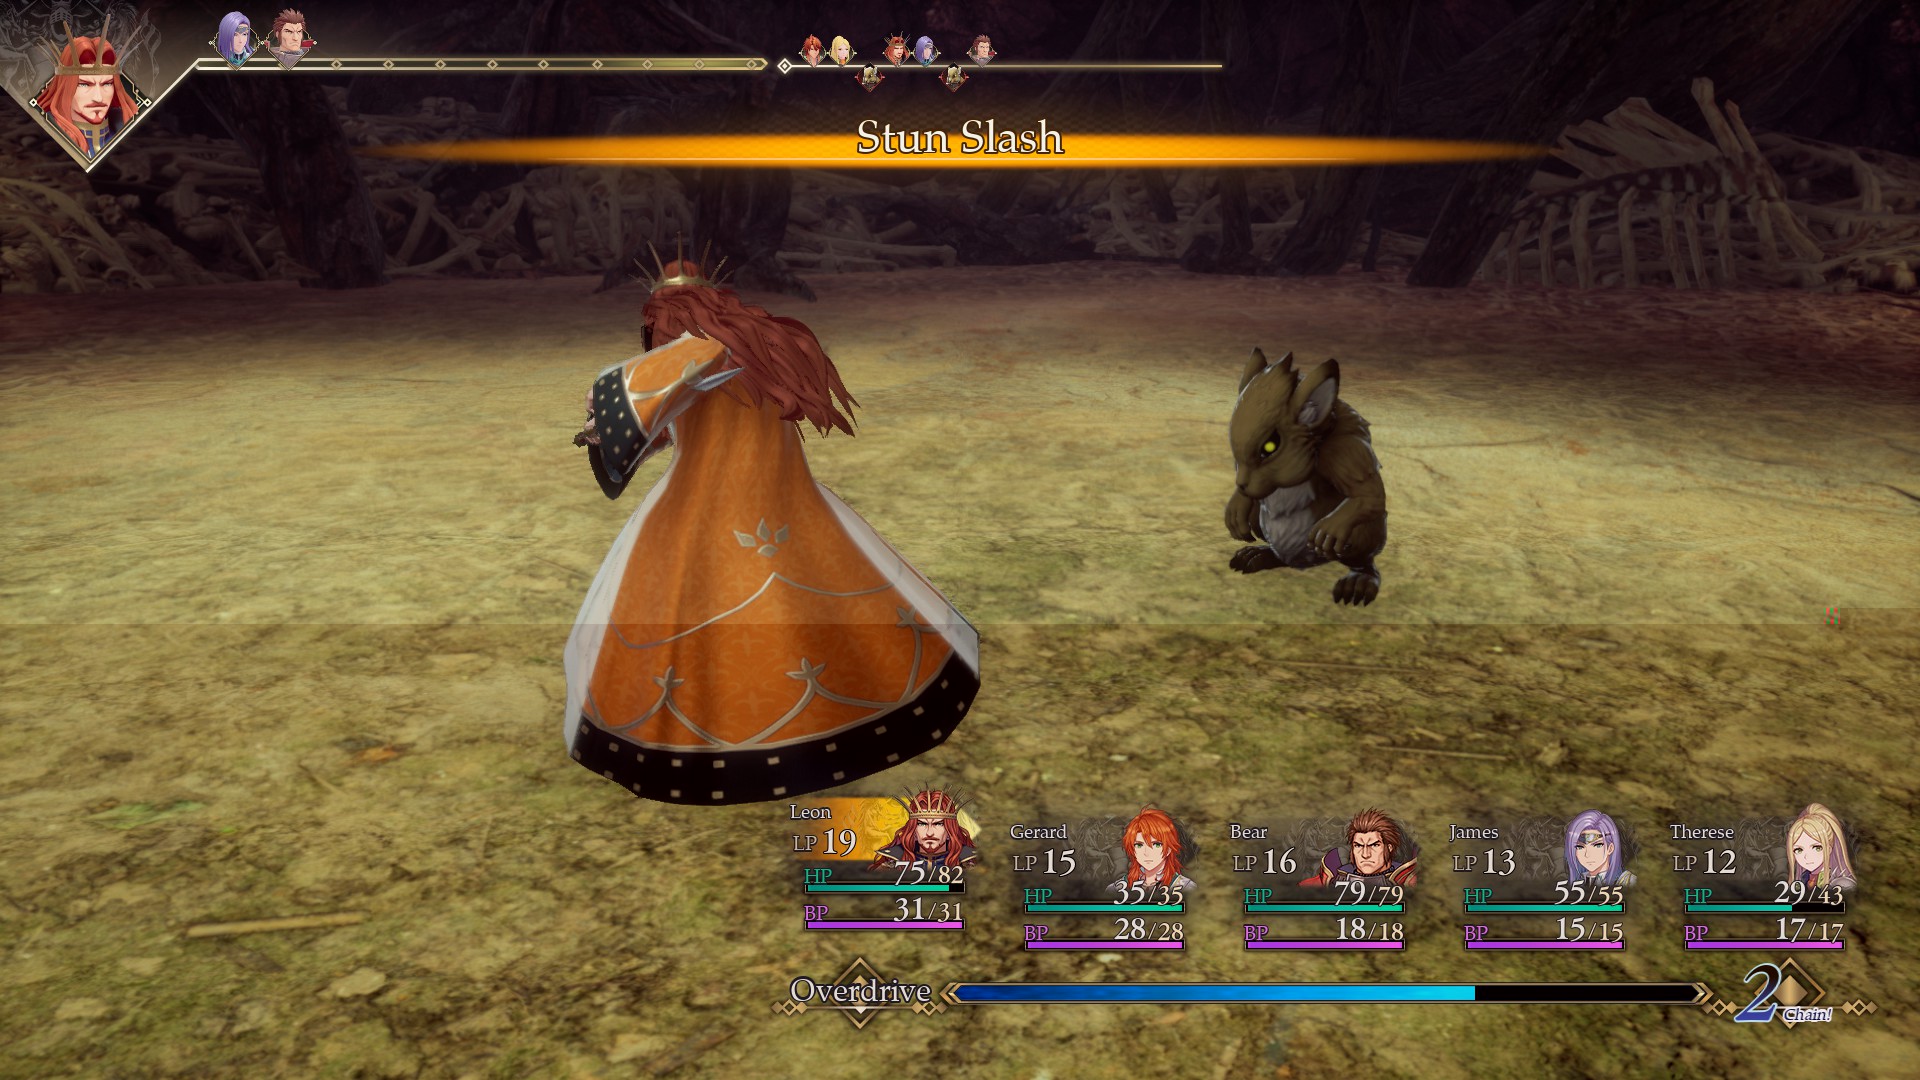 Stun Slash
Leon
LP 19
HP 75/82
BP 31/31
Gerard
LP 15
HP 35/35
BP 28/28
Bear
LP 16
HP 79/79
BP 18/18
James
LP 13
HP 55/55
BP 15/15
Therese
LP 12
HP 29/43
BP 17/17
Overdrive
2 Chain!